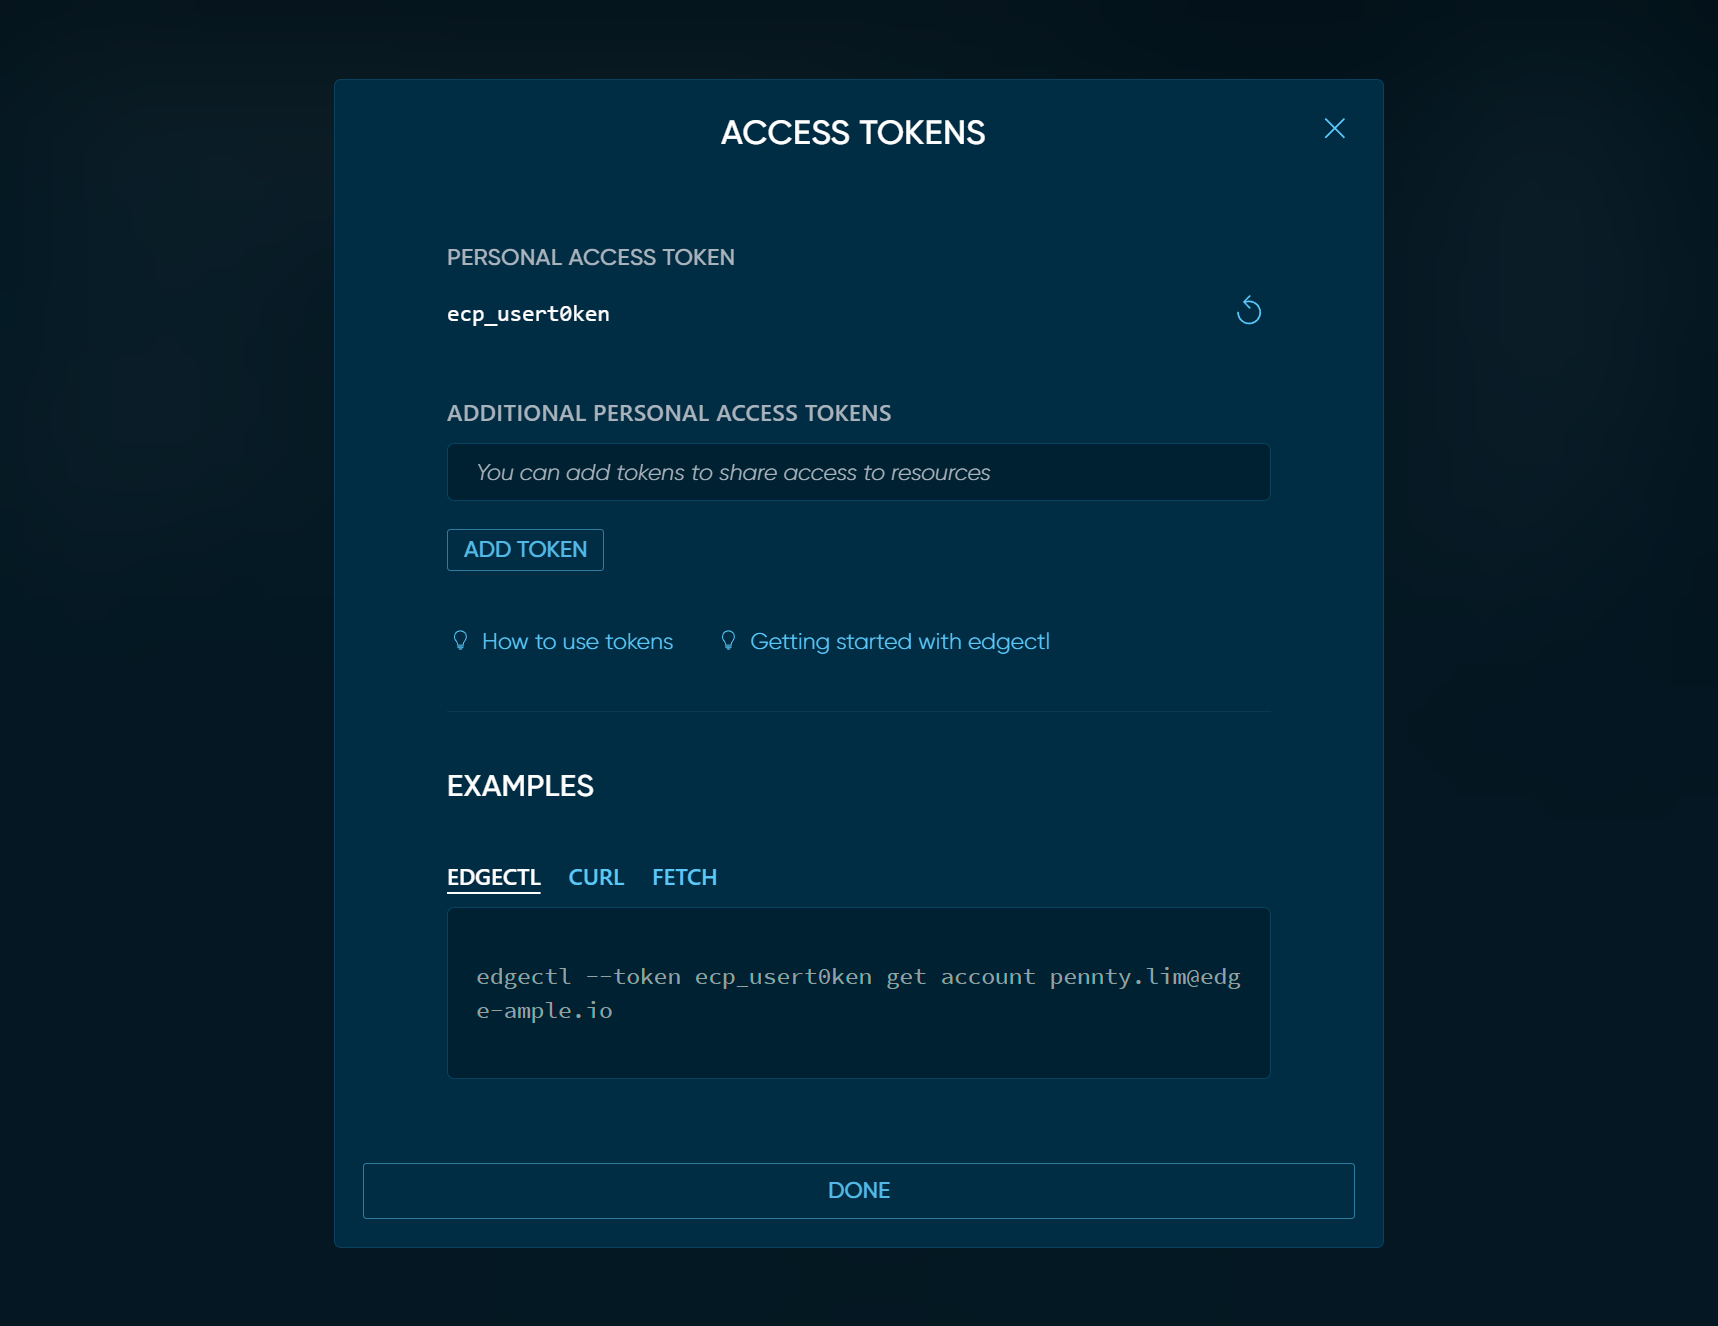 ACCESS TOKENS
PERSONAL ACCESS TOKEN
ecp_usert0ken
ADDITIONAL PERSONAL ACCESS TOKENS
You can add tokens to share access to resources
ADD TOKEN
How to use tokens Getting started with edgectl
EXAMPLES
EDGECTL CURL FETCH
edgectl --token ecp_usert0ken get account pennty.lim@edg
e-ample.io
DONE